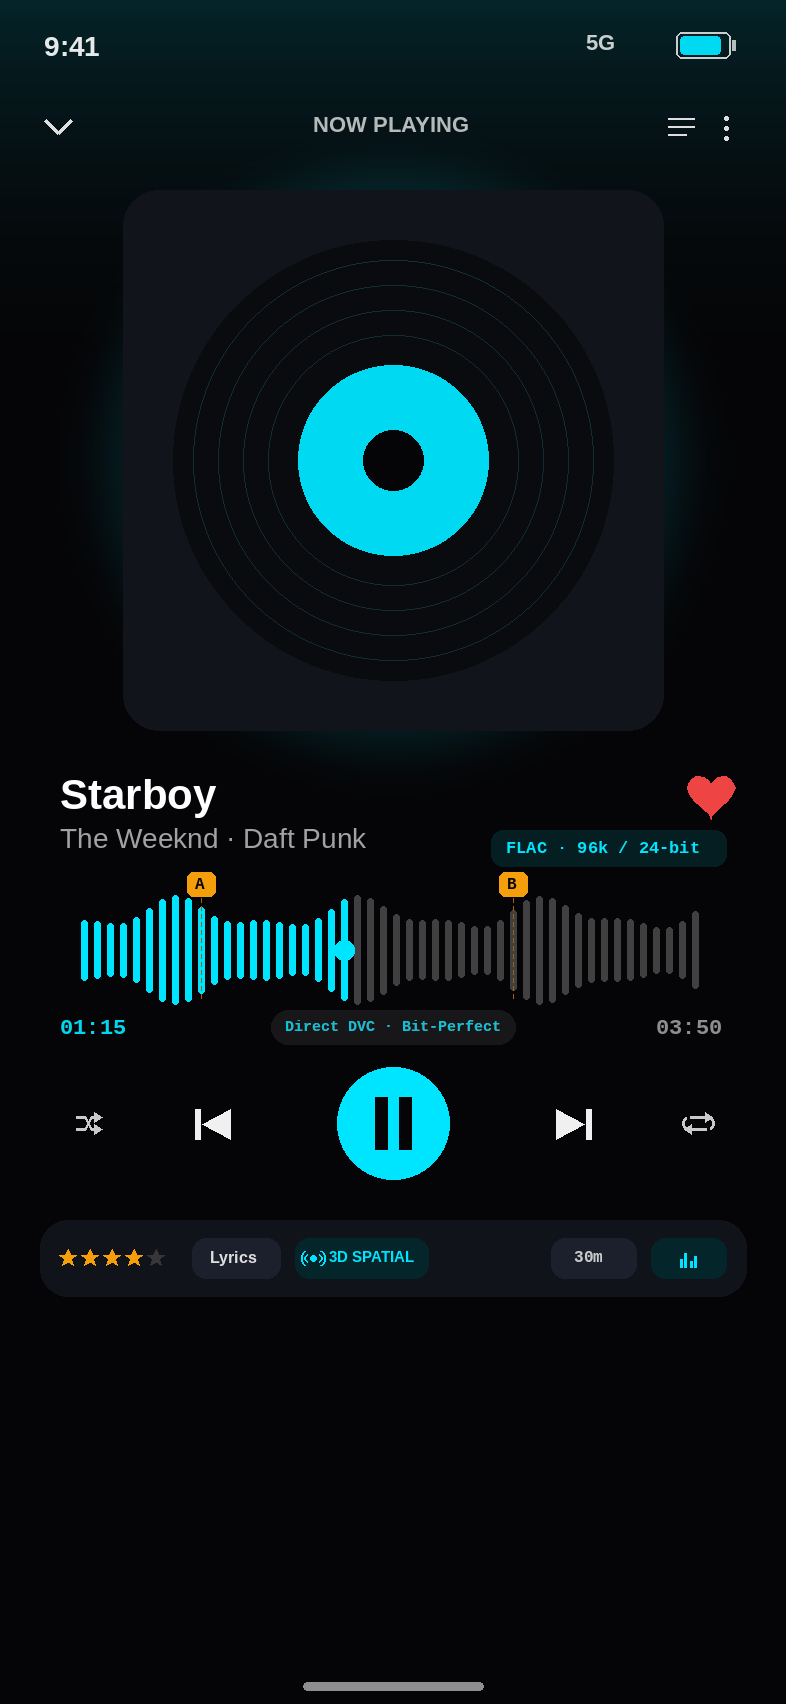 9:41
5G
NOW PLAYING
Starboy
The Weeknd · Daft Punk
FLAC · 96k / 24-bit
A
B
01:15
Direct DVC · Bit-Perfect
03:50
Lyrics
3D SPATIAL
30m